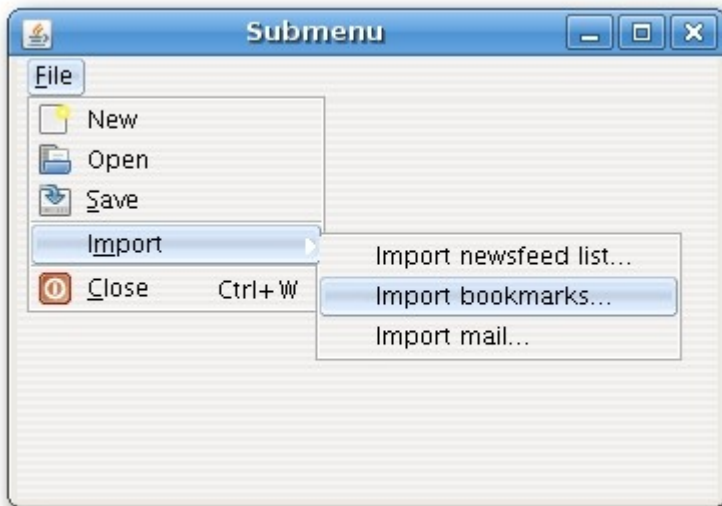 Submenu
File
New
Open
Save
Import
Import newsfeed list...
Import bookmarks...
Import mail...
Close Ctrl+W